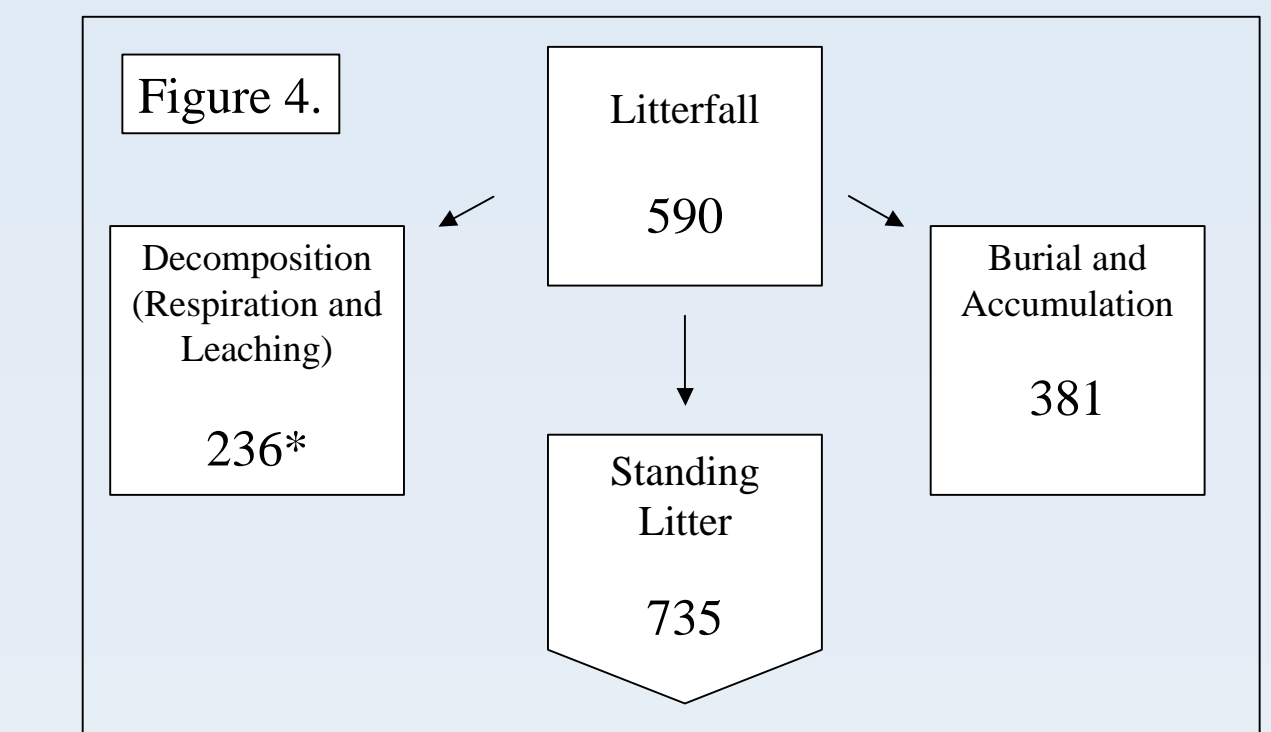 Figure 4.
Litterfall
590
Decomposition
(Respiration and
Leaching)
236*
Burial and
Accumulation
381
Standing
Litter
735